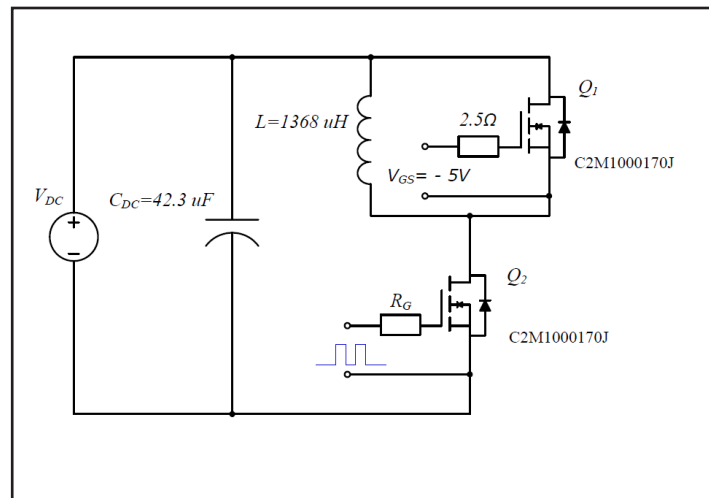 Q1
L=1368 uH
2.5Ω
C2M1000170J
VGS= - 5V
VDC
CDC=42.3 uF
+
−
Q2
RG
C2M1000170J